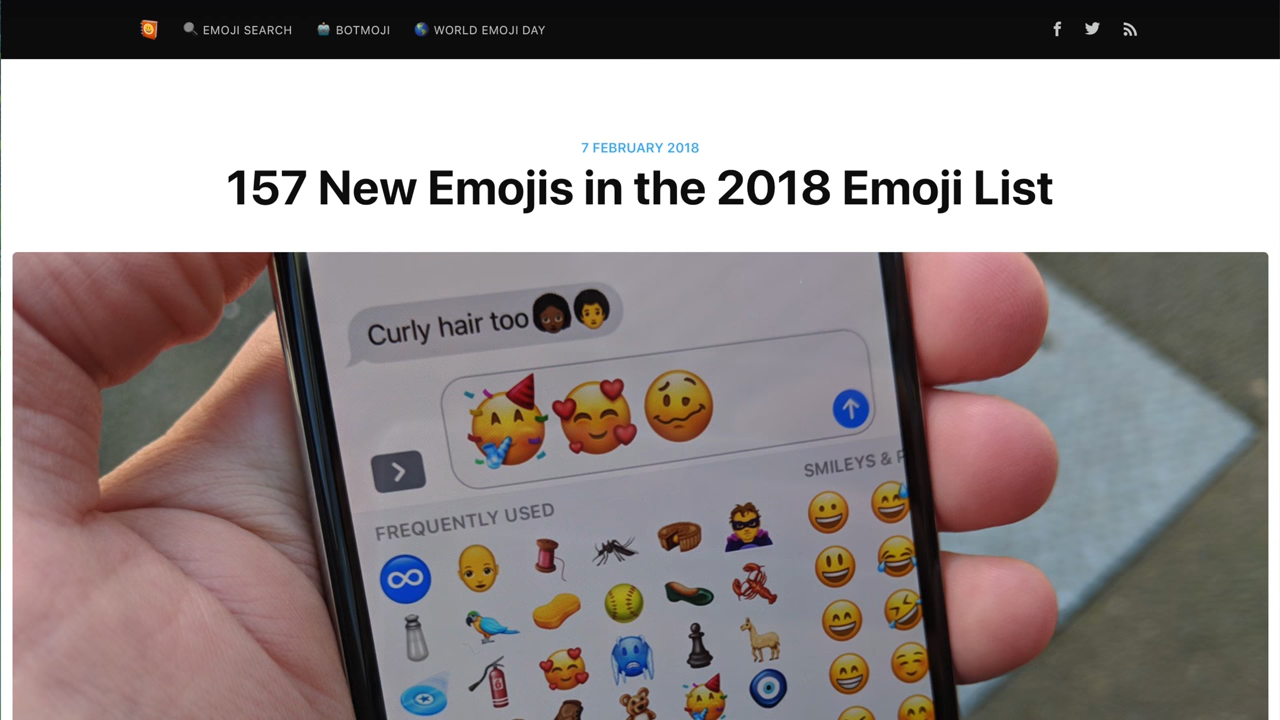 EMOJI SEARCH
BOTMOJI
WORLD EMOJI DAY
7 FEBRUARY 2018
157 New Emojis in the 2018 Emoji List
Curly hair too
SMILEYS &
FREQUENTLY USED